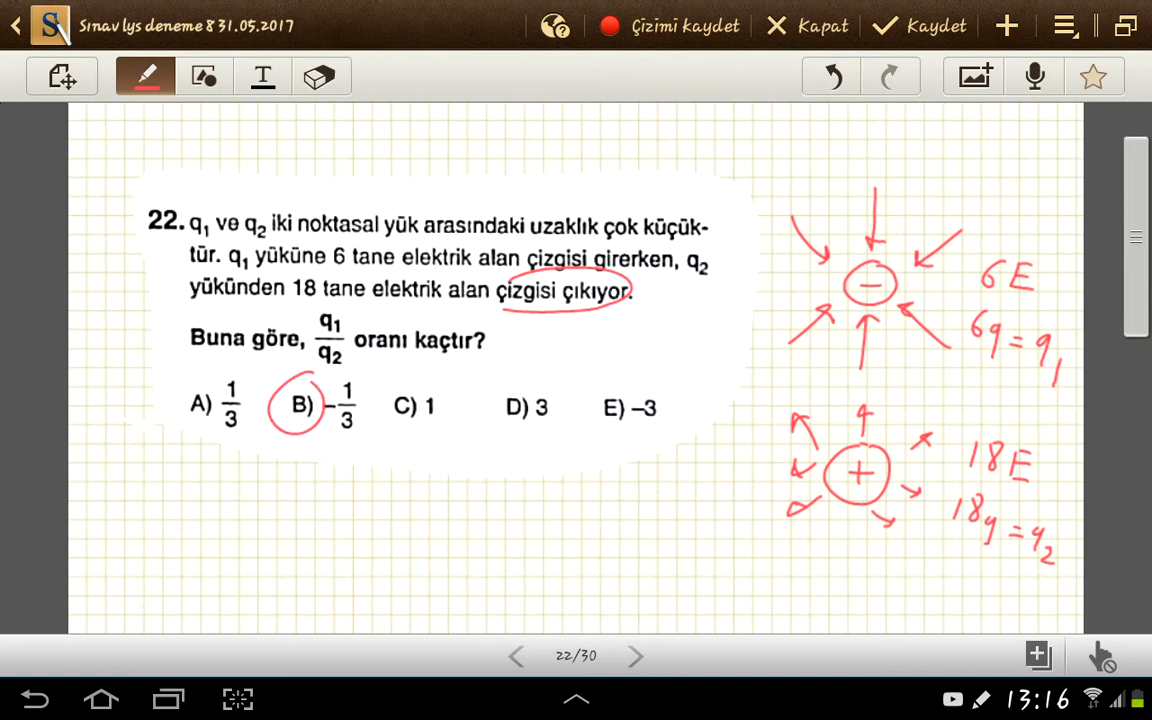 Sınav lys deneme 8 31.05.2017
Çizimi kaydet
Kapat
Kaydet
22. q₁ ve q₂ iki noktasal yük arasındaki uzaklık çok küçük-
tür. q₁ yüküne 6 tane elektrik alan çizgisi girerken, q₂
yükünden 18 tane elektrik alan çizgisi çıkıyor.
Buna göre, q₁/q₂ oranı kaçtır?
A) 1/3 B) -1/3 C) 1 D) 3 E) –3
−
6E
6q = q₁
+
18E
18q = q₂
22/30
13:16